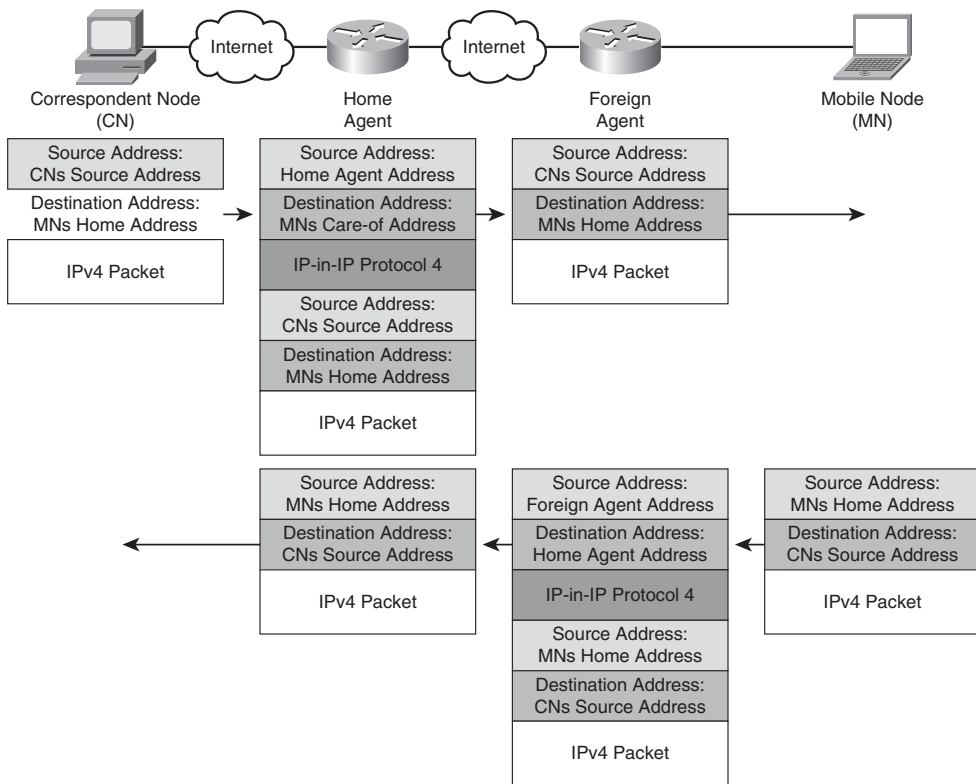 Internet
Internet
Correspondent Node
(CN)
Home
Agent
Foreign
Agent
Mobile Node
(MN)
Source Address:
CNs Source Address
Destination Address:
MNs Home Address
IPv4 Packet
Source Address:
Home Agent Address
Destination Address:
MNs Care-of Address
IP-in-IP Protocol 4
Source Address:
CNs Source Address
Destination Address:
MNs Home Address
IPv4 Packet
Source Address:
CNs Source Address
Destination Address:
MNs Home Address
IPv4 Packet
Source Address:
MNs Home Address
Destination Address:
CNs Source Address
IPv4 Packet
Source Address:
Foreign Agent Address
Destination Address:
Home Agent Address
IP-in-IP Protocol 4
Source Address:
MNs Home Address
Destination Address:
CNs Source Address
IPv4 Packet
Source Address:
MNs Home Address
Destination Address:
CNs Source Address
IPv4 Packet